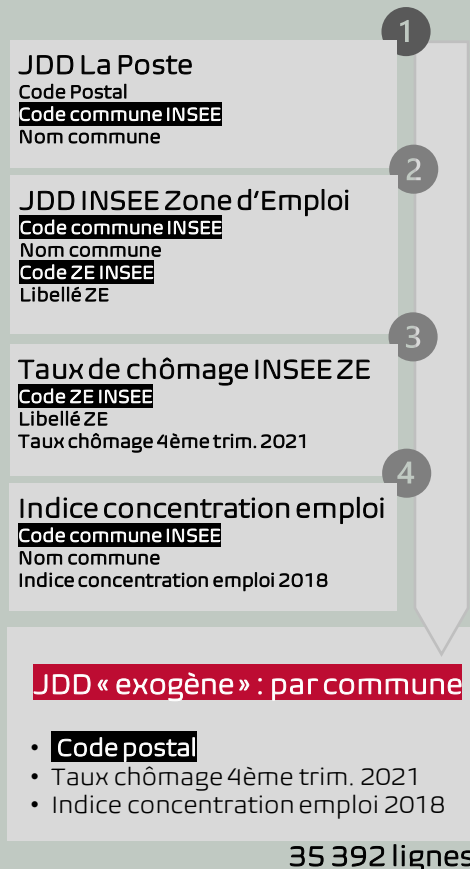 1
JDD La Poste
Code Postal
Code commune INSEE
Nom commune
2
JDD INSEE Zone d’Emploi
Code commune INSEE
Nom commune
Code ZE INSEE
Libellé ZE
3
Taux de chômage INSEE ZE
Code ZE INSEE
Libellé ZE
Taux chômage 4ème trim. 2021
4
Indice concentration emploi
Code commune INSEE
Nom commune
Indice concentration emploi 2018
JDD « exogène » : par commune
• Code postal
• Taux chômage 4ème trim. 2021
• Indice concentration emploi 2018
35 392 lignes